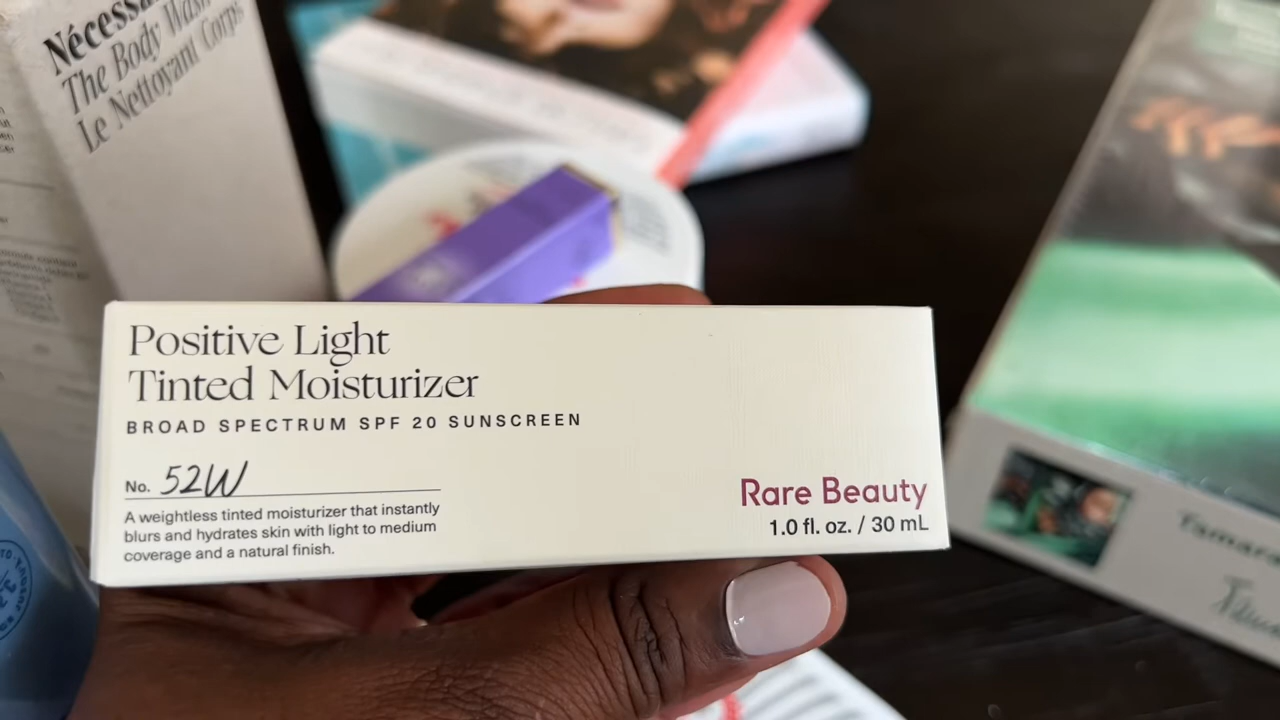 Nécessa
The Body Wash
Le Nettoyant Corps
Positive Light
Tinted Moisturizer
BROAD SPECTRUM SPF 20 SUNSCREEN
No. 52W
A weightless tinted moisturizer that instantly
blurs and hydrates skin with light to medium
coverage and a natural finish.
Rare Beauty
1.0 fl. oz. / 30 mL
Tamara